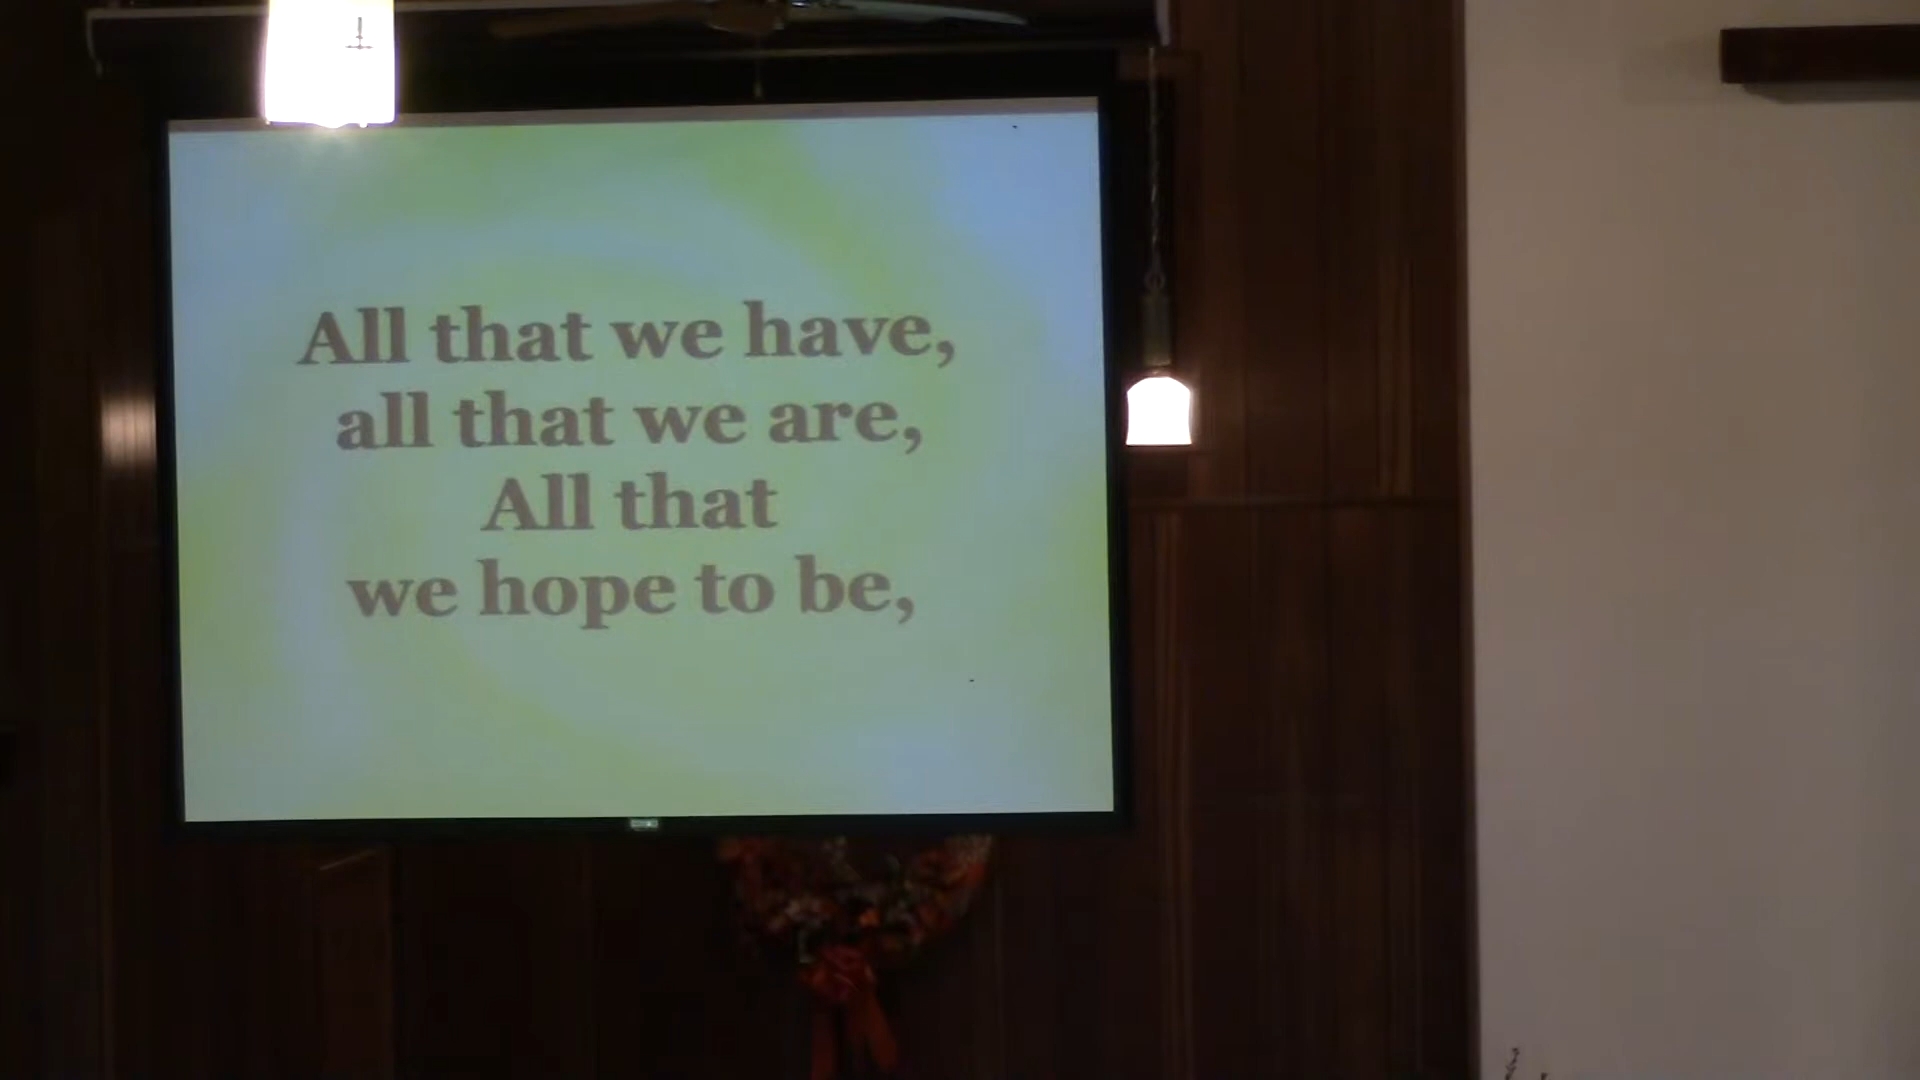 All that we have,
all that we are,
All that
we hope to be,